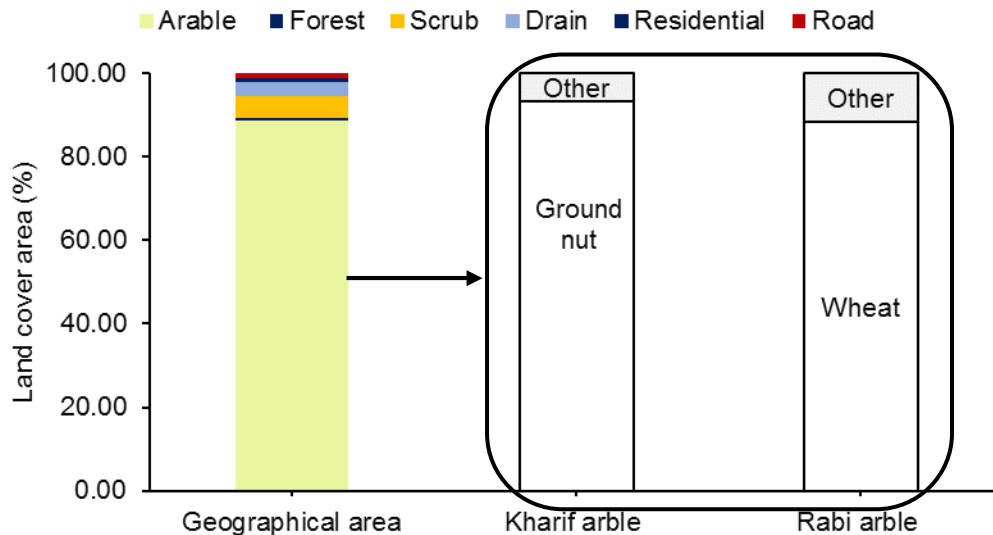 Arable Forest Scrub Drain Residential Road
Land cover area (%)
100.00
80.00
60.00
40.00
20.00
0.00
Other
Ground
nut
Other
Wheat
Geographical area Kharif arble Rabi arble